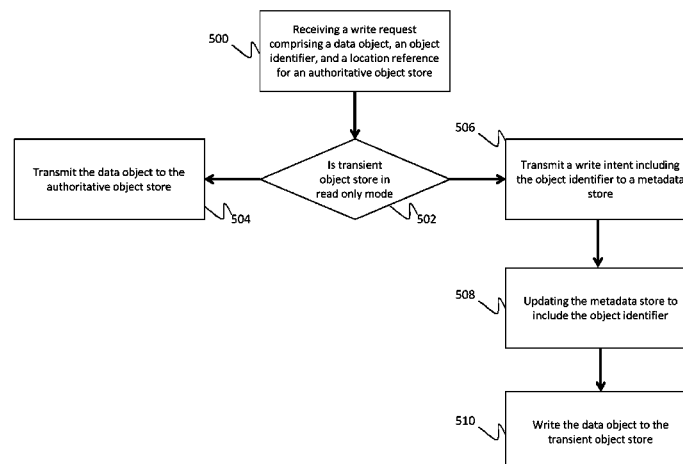 500
Receiving a write request
comprising a data object, an object
identifier, and a location reference
for an authoritative object store
506
Transmit the data object to the
authoritative object store
504
Is transient
object store in
read only mode
502
Transmit a write intent including
the object identifier to a metadata
store
508
Updating the metadata store to
include the object identifier
510
Write the data object to the
transient object store